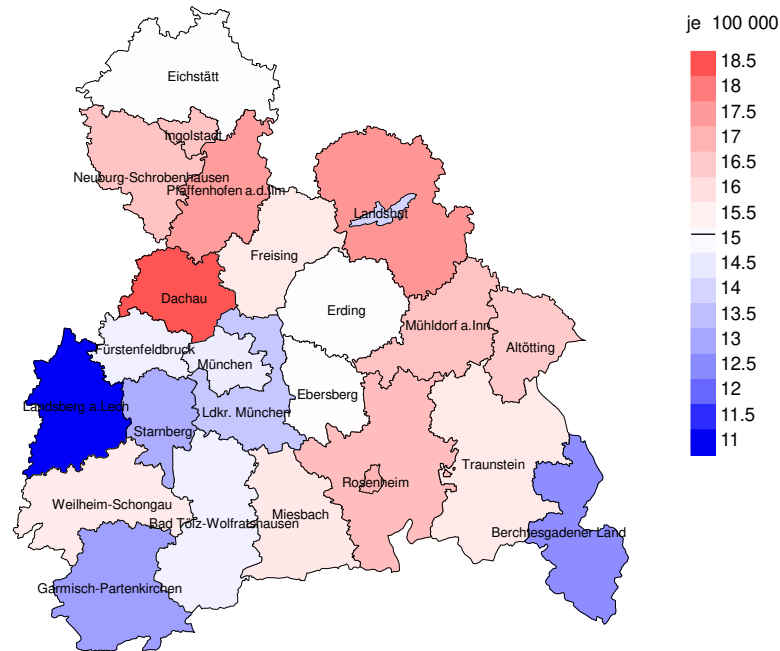 je 100 000
18.5
18
17.5
17
16.5
16
15.5
15
14.5
14
13.5
13
12.5
12
11.5
11
Eichstätt
Ingolstadt
Neuburg-Schrobenhausen
Pfaffenhofen a.d.Ilm
Landshut
Freising
Dachau
Erding
Mühldorf a.Inn
Altötting
Fürstenfeldbruck
München
Ebersberg
Landsberg a.Lech
Ldkr. München
Starnberg
Traunstein
Rosenheim
Weilheim-Schongau
Miesbach
Bad Tölz-Wolfratshausen
Berchtesgadener Land
Garmisch-Partenkirchen